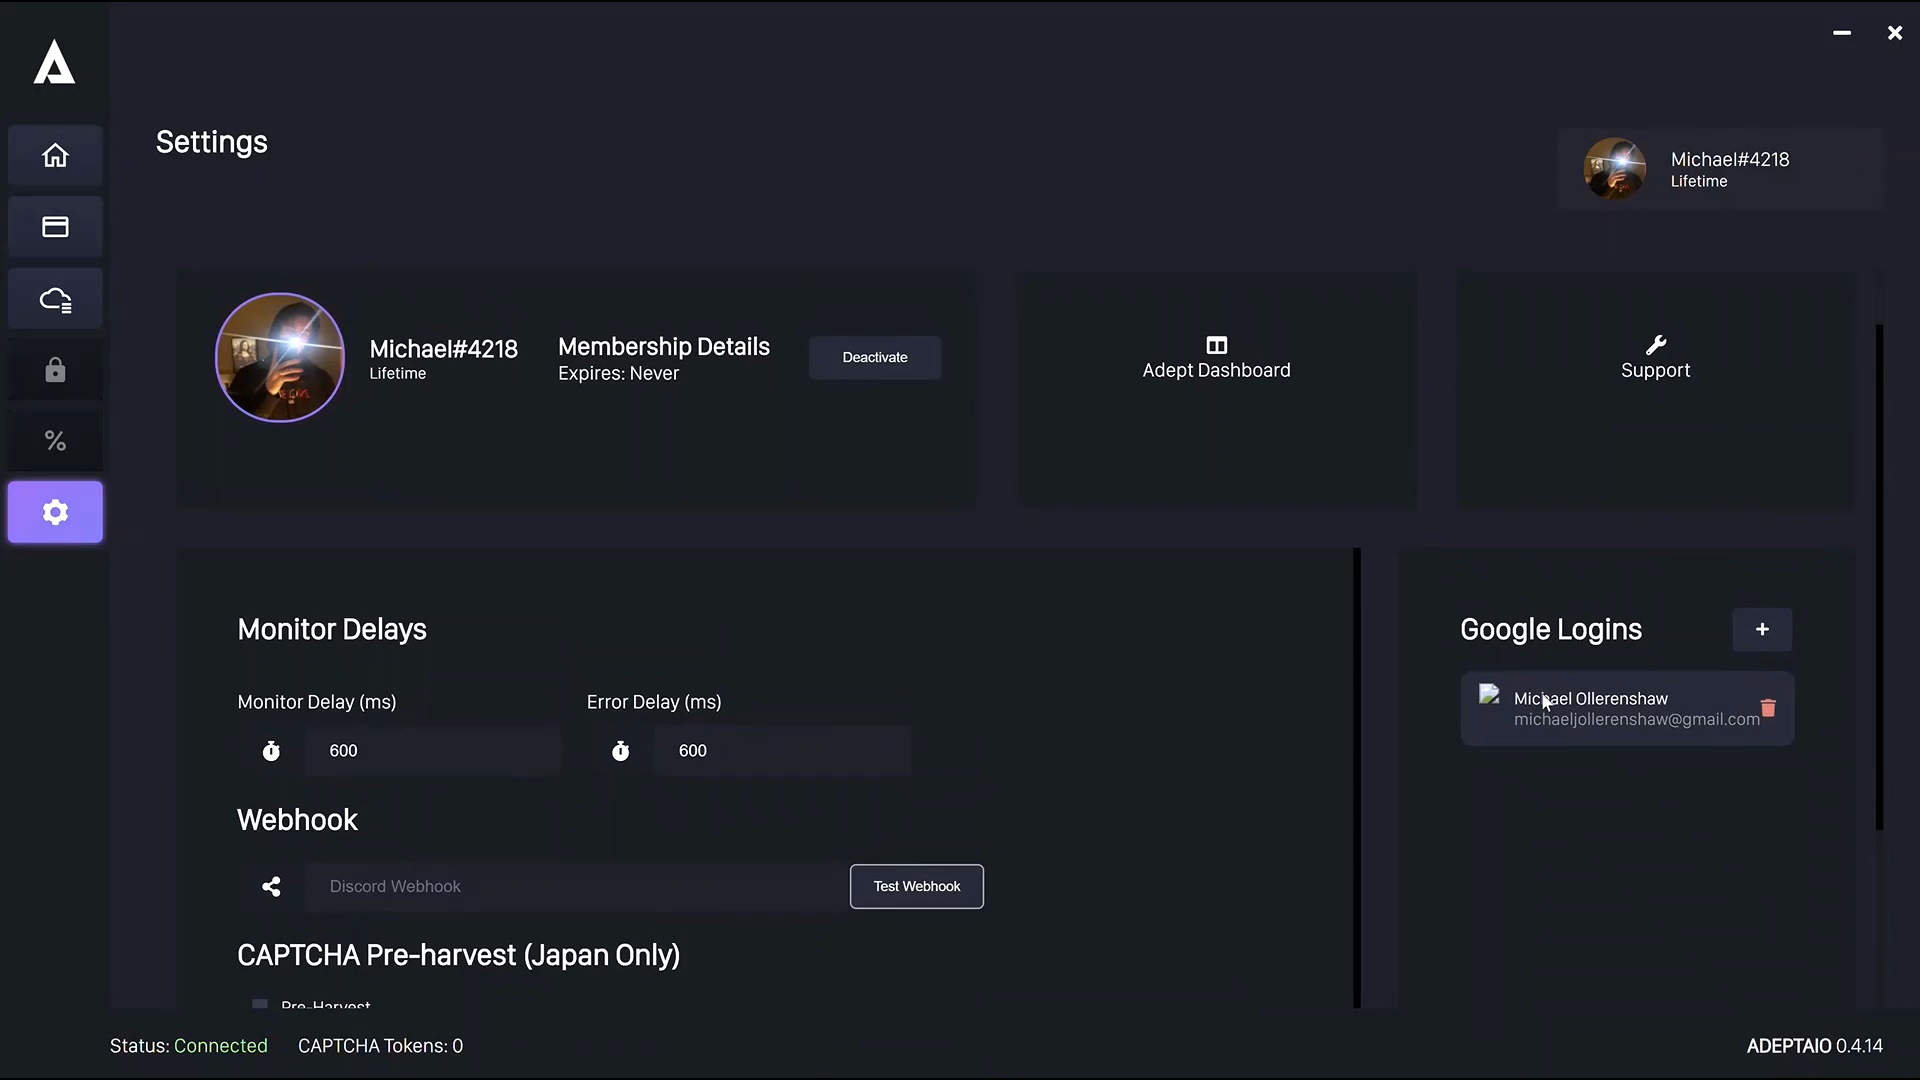 Settings
Michael#4218
Lifetime
Michael#4218
Lifetime
Membership Details
Expires: Never
Deactivate
Adept Dashboard
Support
Monitor Delays
Monitor Delay (ms)
Error Delay (ms)
600
600
Webhook
Discord Webhook
Test Webhook
CAPTCHA Pre-harvest (Japan Only)
Pre-Harvest
Google Logins
+
Michael Ollerenshaw
michaeljollerenshaw@gmail.com
Status: Connected
CAPTCHA Tokens: 0
ADEPTAIO 0.4.14